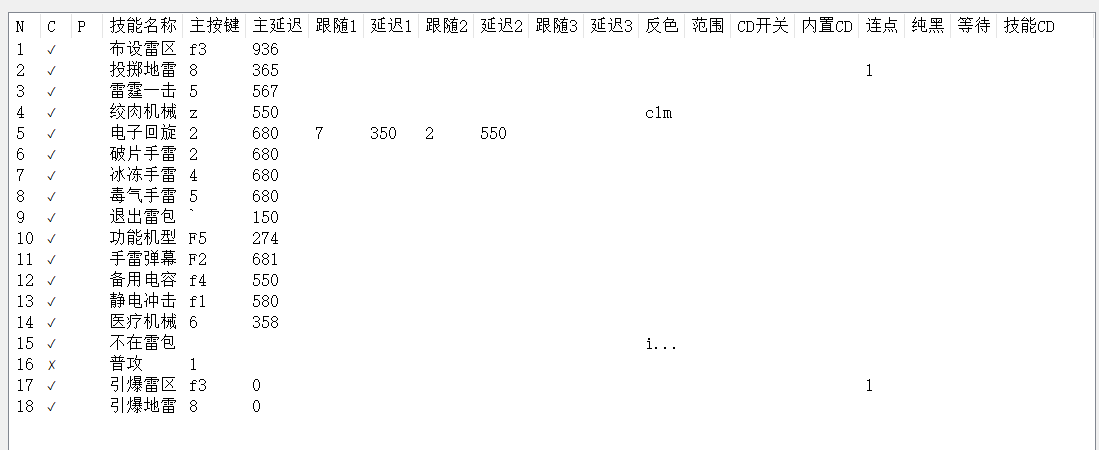 N C P 技能名称 主按键 主延迟 跟随1 延迟1 跟随2 延迟2 跟随3 延迟3 反色 范围 CD开关 内置CD 连点 纯黑 等待 技能CD
1 ✓ 布设雷区 f3 936
2 ✓ 投掷地雷 8 365 1
3 ✓ 雷霆一击 5 567
4 ✓ 绞肉机械 z 550 clm
5 ✓ 电子回旋 2 680 7 350 2 550
6 ✓ 破片手雷 2 680
7 ✓ 冰冻手雷 4 680
8 ✓ 毒气手雷 5 680
9 ✓ 退出雷包 ` 150
10 ✓ 功能机型 F5 274
11 ✓ 手雷弹幕 F2 681
12 ✓ 备用电容 f4 550
13 ✓ 静电冲击 f1 580
14 ✓ 医疗机械 6 358
15 ✓ 不在雷包 i...
16 ✗ 普攻 1
17 ✓ 引爆雷区 f3 0 1
18 ✓ 引爆地雷 8 0